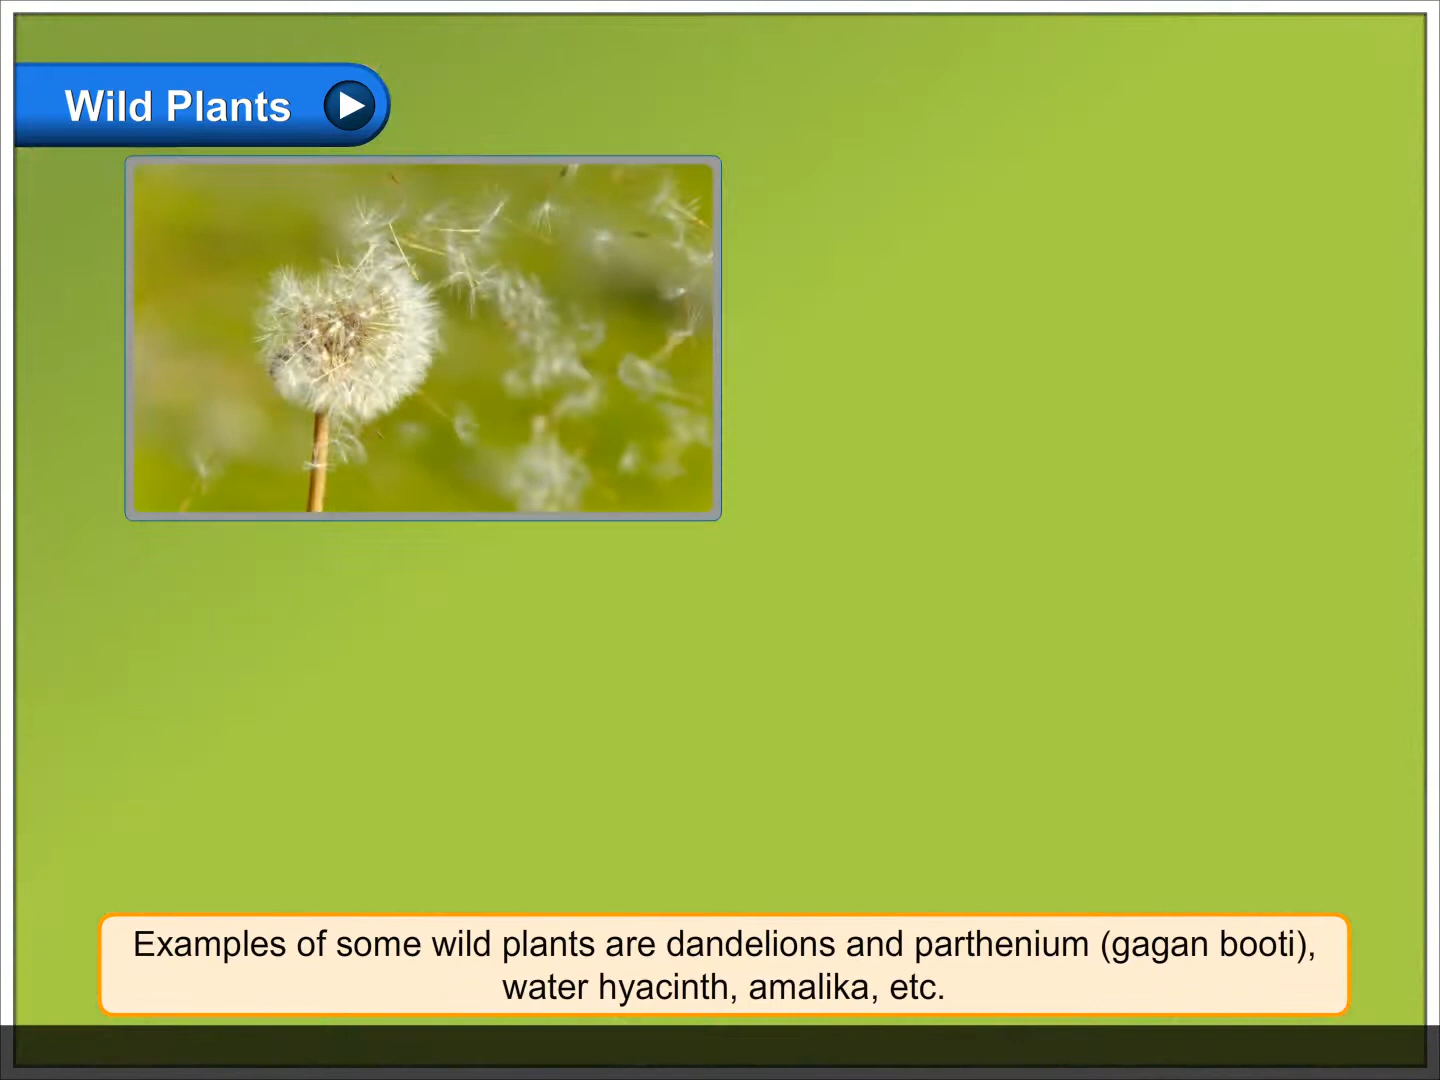 Wild Plants
Examples of some wild plants are dandelions and parthenium (gagan booti),
water hyacinth, amalika, etc.